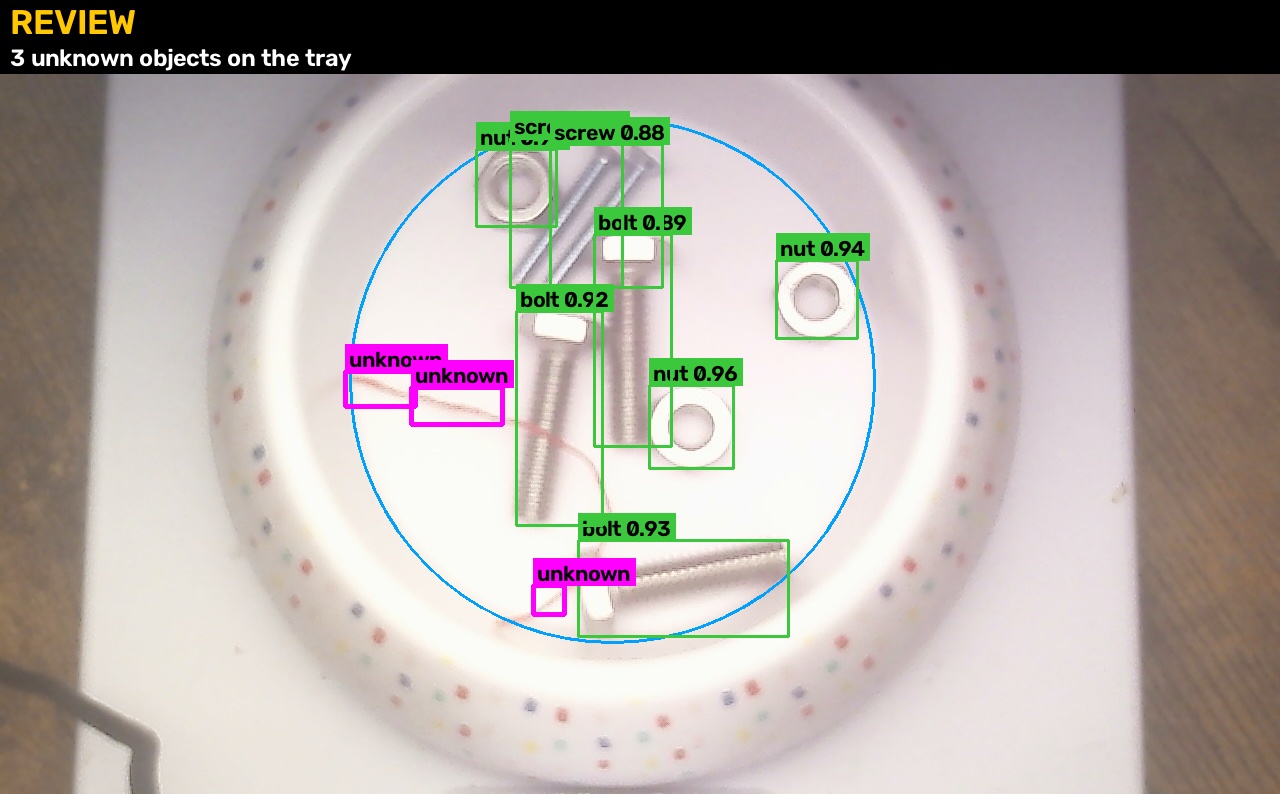 REVIEW
3 unknown objects on the tray
screw 0.88
bolt 0.89
nut 0.94
bolt 0.92
unknown
unknown
nut 0.96
bolt 0.93
unknown